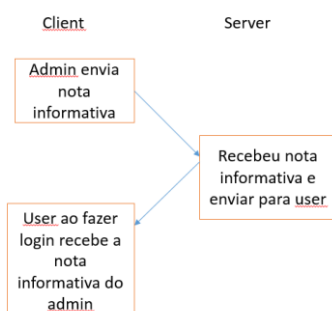 Client
Server
Admin envia
nota
informativa
Recebeu nota
informativa e
enviar para user
User ao fazer
login recebe a
nota
informativa do
admin